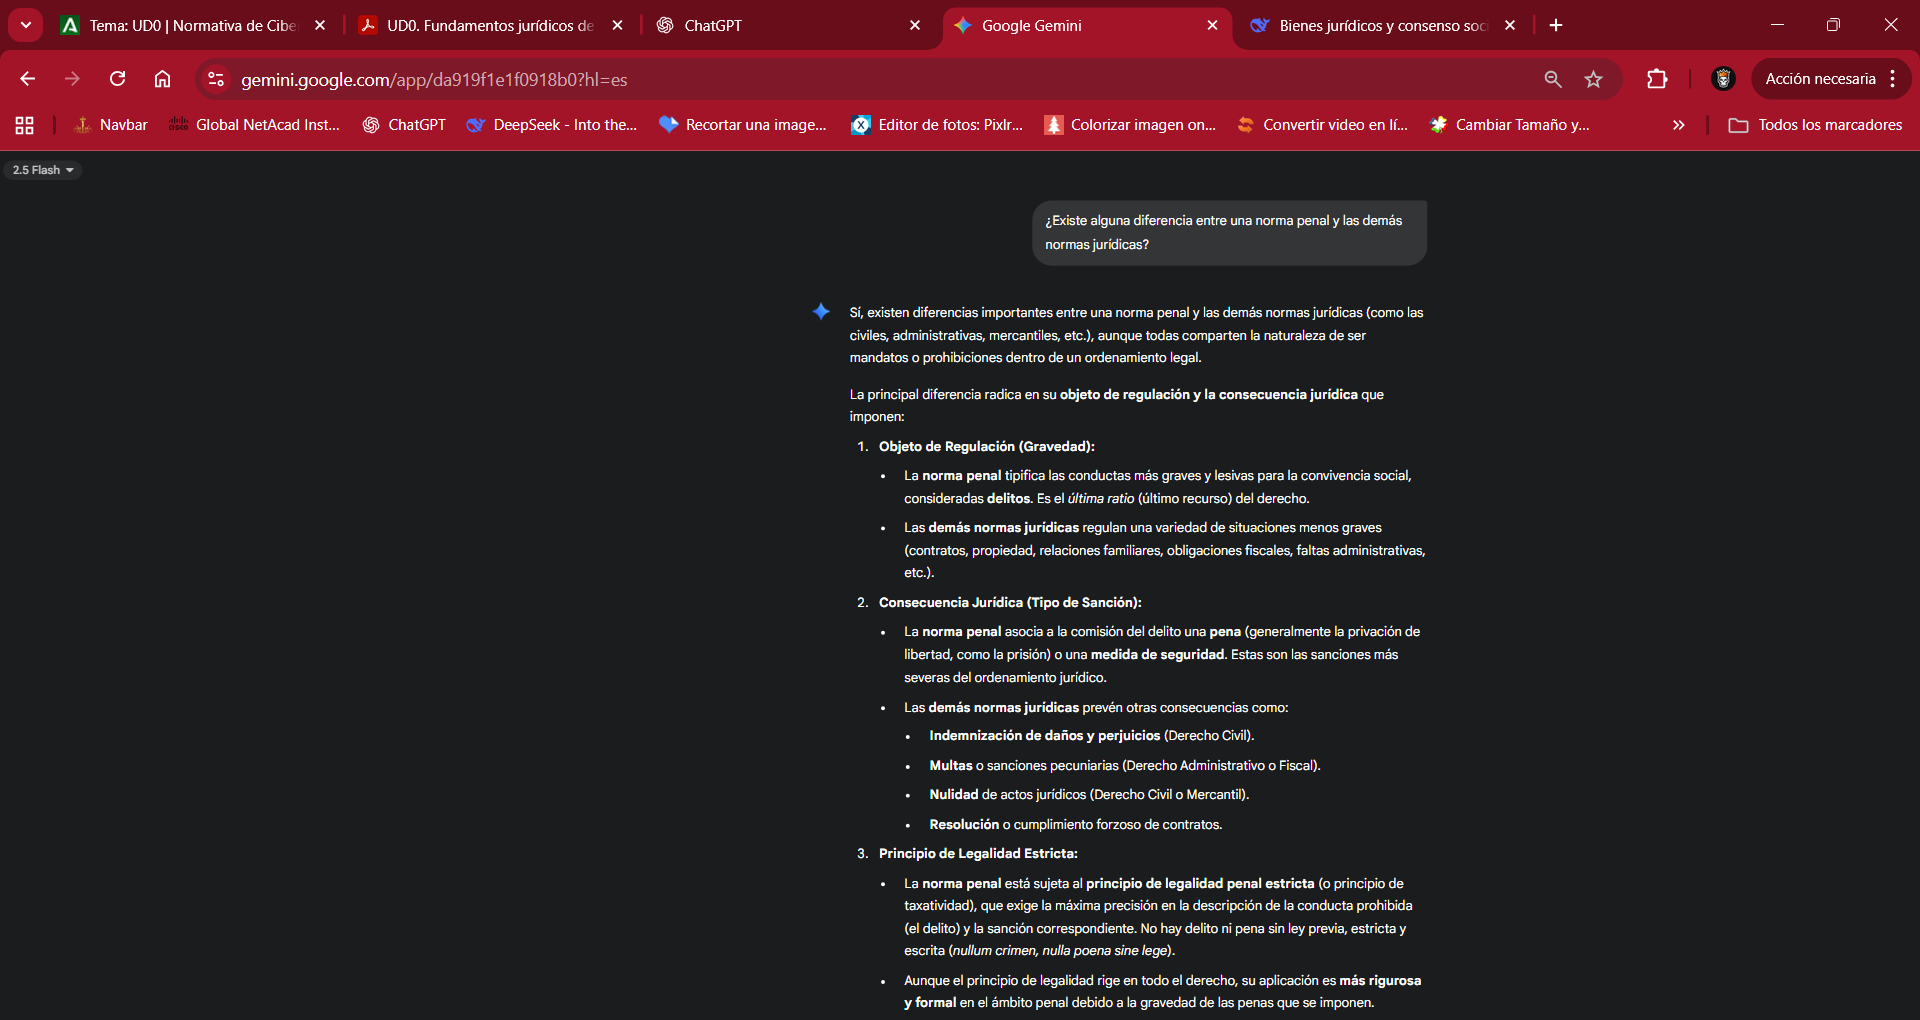 Tema: UD0 | Normativa de Cibe
UD0. Fundamentos jurídicos de
ChatGPT
Google Gemini
Bienes jurídicos y consenso soci
gemini.google.com/app/da919f1e1f0918b0?hl=es
Acción necesaria
Navbar
Global NetAcad Inst...
ChatGPT
DeepSeek - Into the...
Recortar una image...
Editor de fotos: Pixlr...
Colorizar imagen on...
Convertir video en lí...
Cambiar Tamaño y...
Todos los marcadores
2.5 Flash
¿Existe alguna diferencia entre una norma penal y las demás
normas jurídicas?
Sí, existen diferencias importantes entre una norma penal y las demás normas jurídicas (como las
civiles, administrativas, mercantiles, etc.), aunque todas comparten la naturaleza de ser
mandatos o prohibiciones dentro de un ordenamiento legal.
La principal diferencia radica en su objeto de regulación y la consecuencia jurídica que
imponen:
1. Objeto de Regulación (Gravedad):
• La norma penal tipifica las conductas más graves y lesivas para la convivencia social,
consideradas delitos. Es el última ratio (último recurso) del derecho.
• Las demás normas jurídicas regulan una variedad de situaciones menos graves
(contratos, propiedad, relaciones familiares, obligaciones fiscales, faltas administrativas,
etc.).
2. Consecuencia Jurídica (Tipo de Sanción):
• La norma penal asocia a la comisión del delito una pena (generalmente la privación de
libertad, como la prisión) o una medida de seguridad. Estas son las sanciones más
severas del ordenamiento jurídico.
• Las demás normas jurídicas prevén otras consecuencias como:
• Indemnización de daños y perjuicios (Derecho Civil).
• Multas o sanciones pecuniarias (Derecho Administrativo o Fiscal).
• Nulidad de actos jurídicos (Derecho Civil o Mercantil).
• Resolución o cumplimiento forzoso de contratos.
3. Principio de Legalidad Estricta:
• La norma penal está sujeta al principio de legalidad penal estricta (o principio de
taxatividad), que exige la máxima precisión en la descripción de la conducta prohibida
(el delito) y la sanción correspondiente. No hay delito ni pena sin ley previa, estricta y
escrita (nullum crimen, nulla poena sine lege).
• Aunque el principio de legalidad rige en todo el derecho, su aplicación es más rigurosa
y formal en el ámbito penal debido a la gravedad de las penas que se imponen.